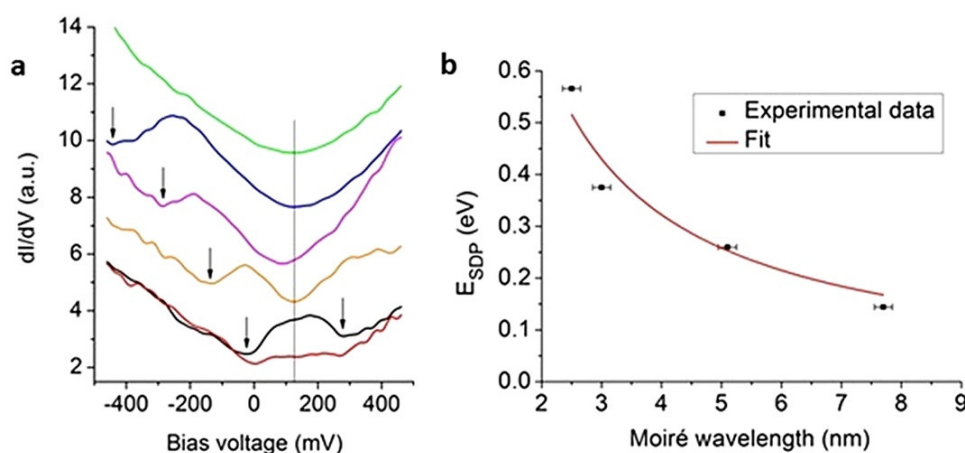 a
14
12
10
8
6
4
2
dI/dV (a.u.)
-400 -200 0 200 400
Bias voltage (mV)
b
0.6
0.5
0.4
0.3
0.2
0.1
0.0
E_SDP (eV)
Experimental data
Fit
2 3 4 5 6 7 8 9
Moiré wavelength (nm)